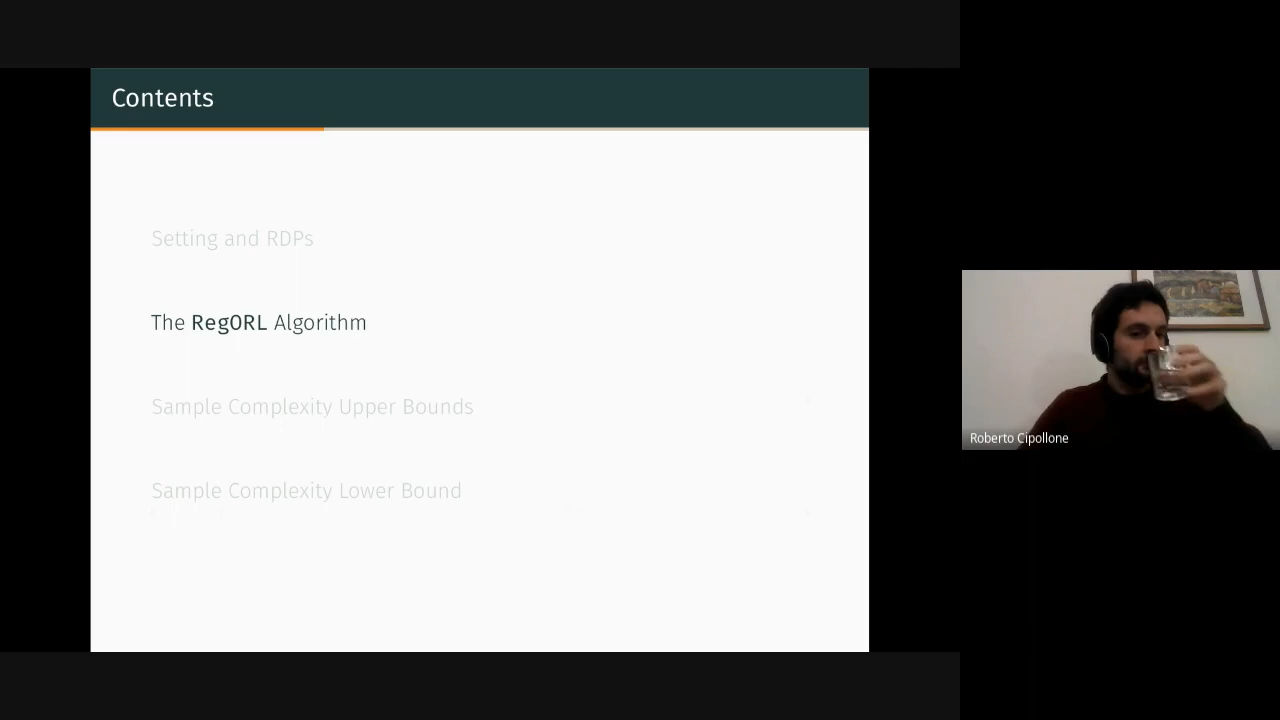 Contents
Setting and RDPs
The RegORL Algorithm
Sample Complexity Upper Bounds
Sample Complexity Lower Bound
Roberto Cipollone